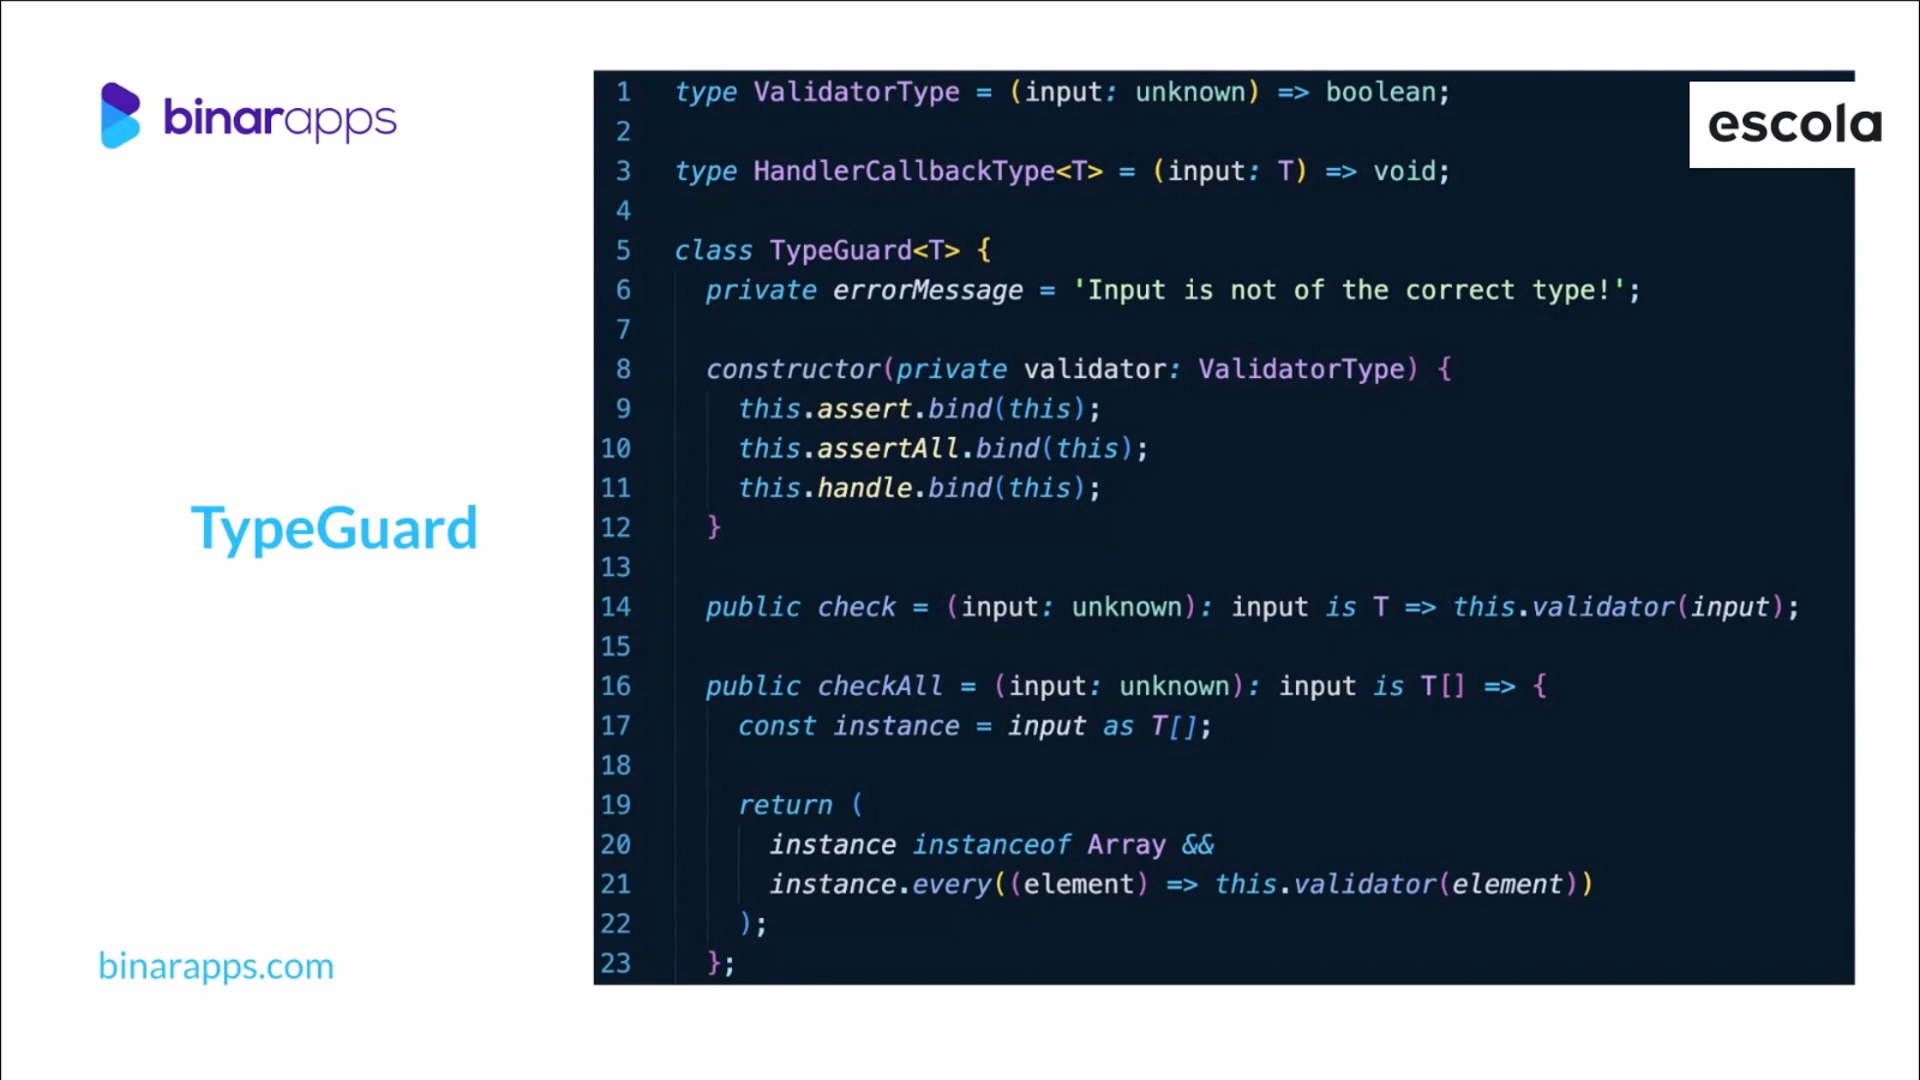 binarapps
escola
TypeGuard
binarapps.com
1 type ValidatorType = (input: unknown) => boolean;
2
3 type HandlerCallbackType<T> = (input: T) => void;
4
5 class TypeGuard<T> {
6 private errorMessage = 'Input is not of the correct type!';
7
8 constructor(private validator: ValidatorType) {
9 this.assert.bind(this);
10 this.assertAll.bind(this);
11 this.handle.bind(this);
12 }
13
14 public check = (input: unknown): input is T => this.validator(input);
15
16 public checkAll = (input: unknown): input is T[] => {
17 const instance = input as T[];
18
19 return (
20 instance instanceof Array &&
21 instance.every((element) => this.validator(element))
22 );
23 };